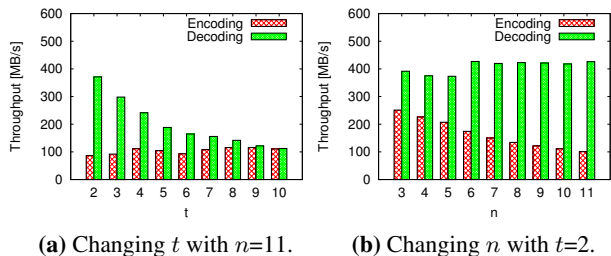 Encoding
Decoding
600
500
400
300
200
100
0
Throughput [MB/s]
2 3 4 5 6 7 8 9 10
t
(a) Changing t with n=11.
Encoding
Decoding
600
500
400
300
200
100
0
Throughput [MB/s]
3 4 5 6 7 8 9 10 11
n
(b) Changing n with t=2.